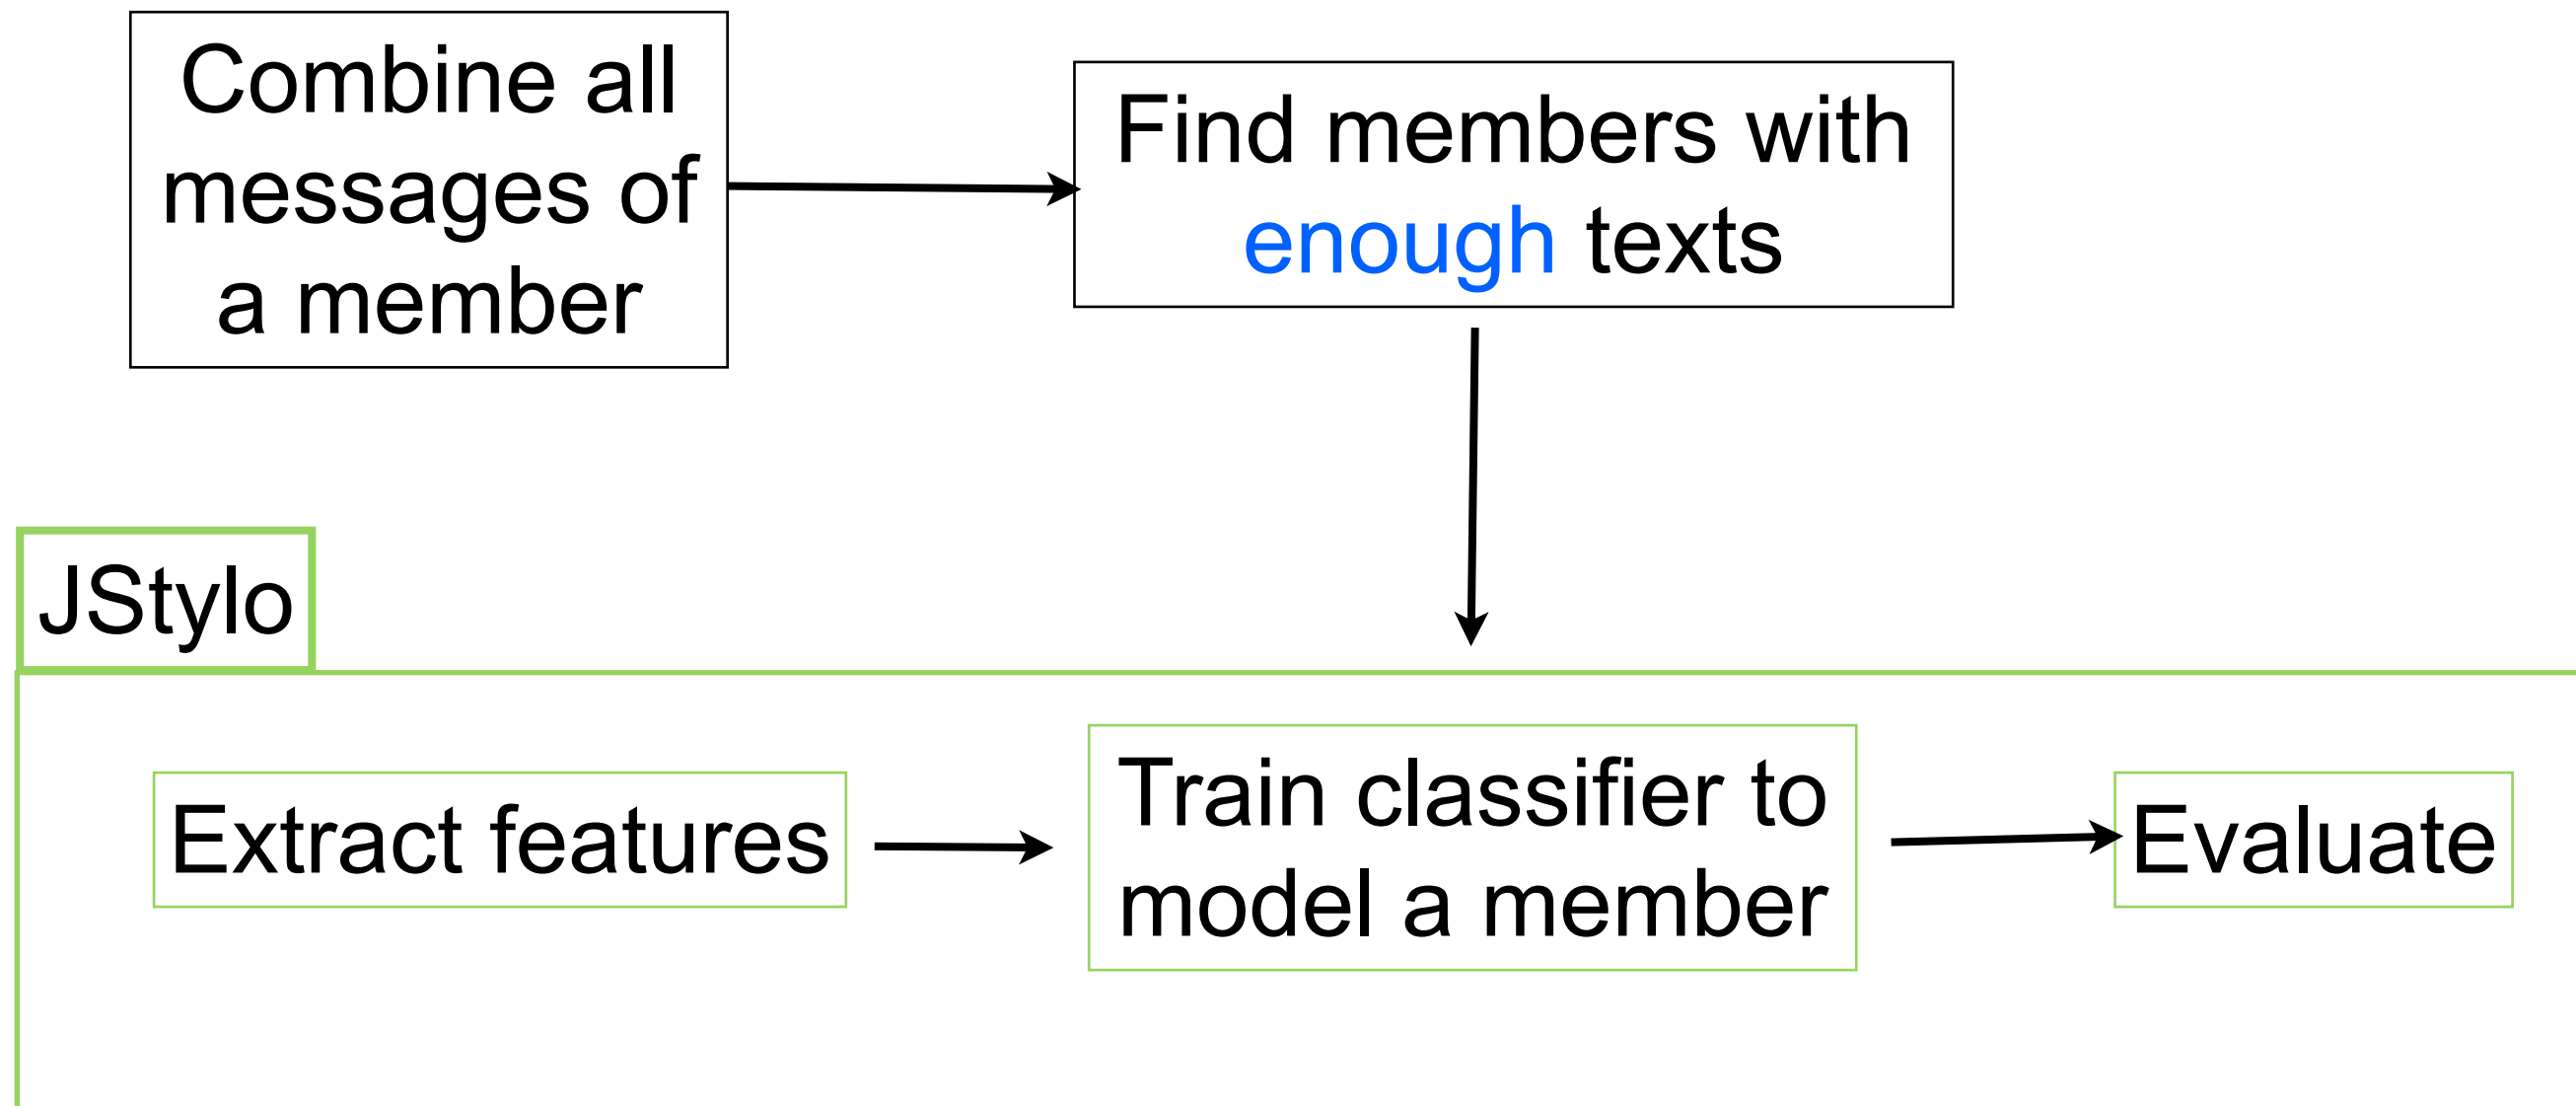 Combine all
messages of
a member
Find members with
enough texts
JStylo
Extract features
Train classifier to
model a member
Evaluate